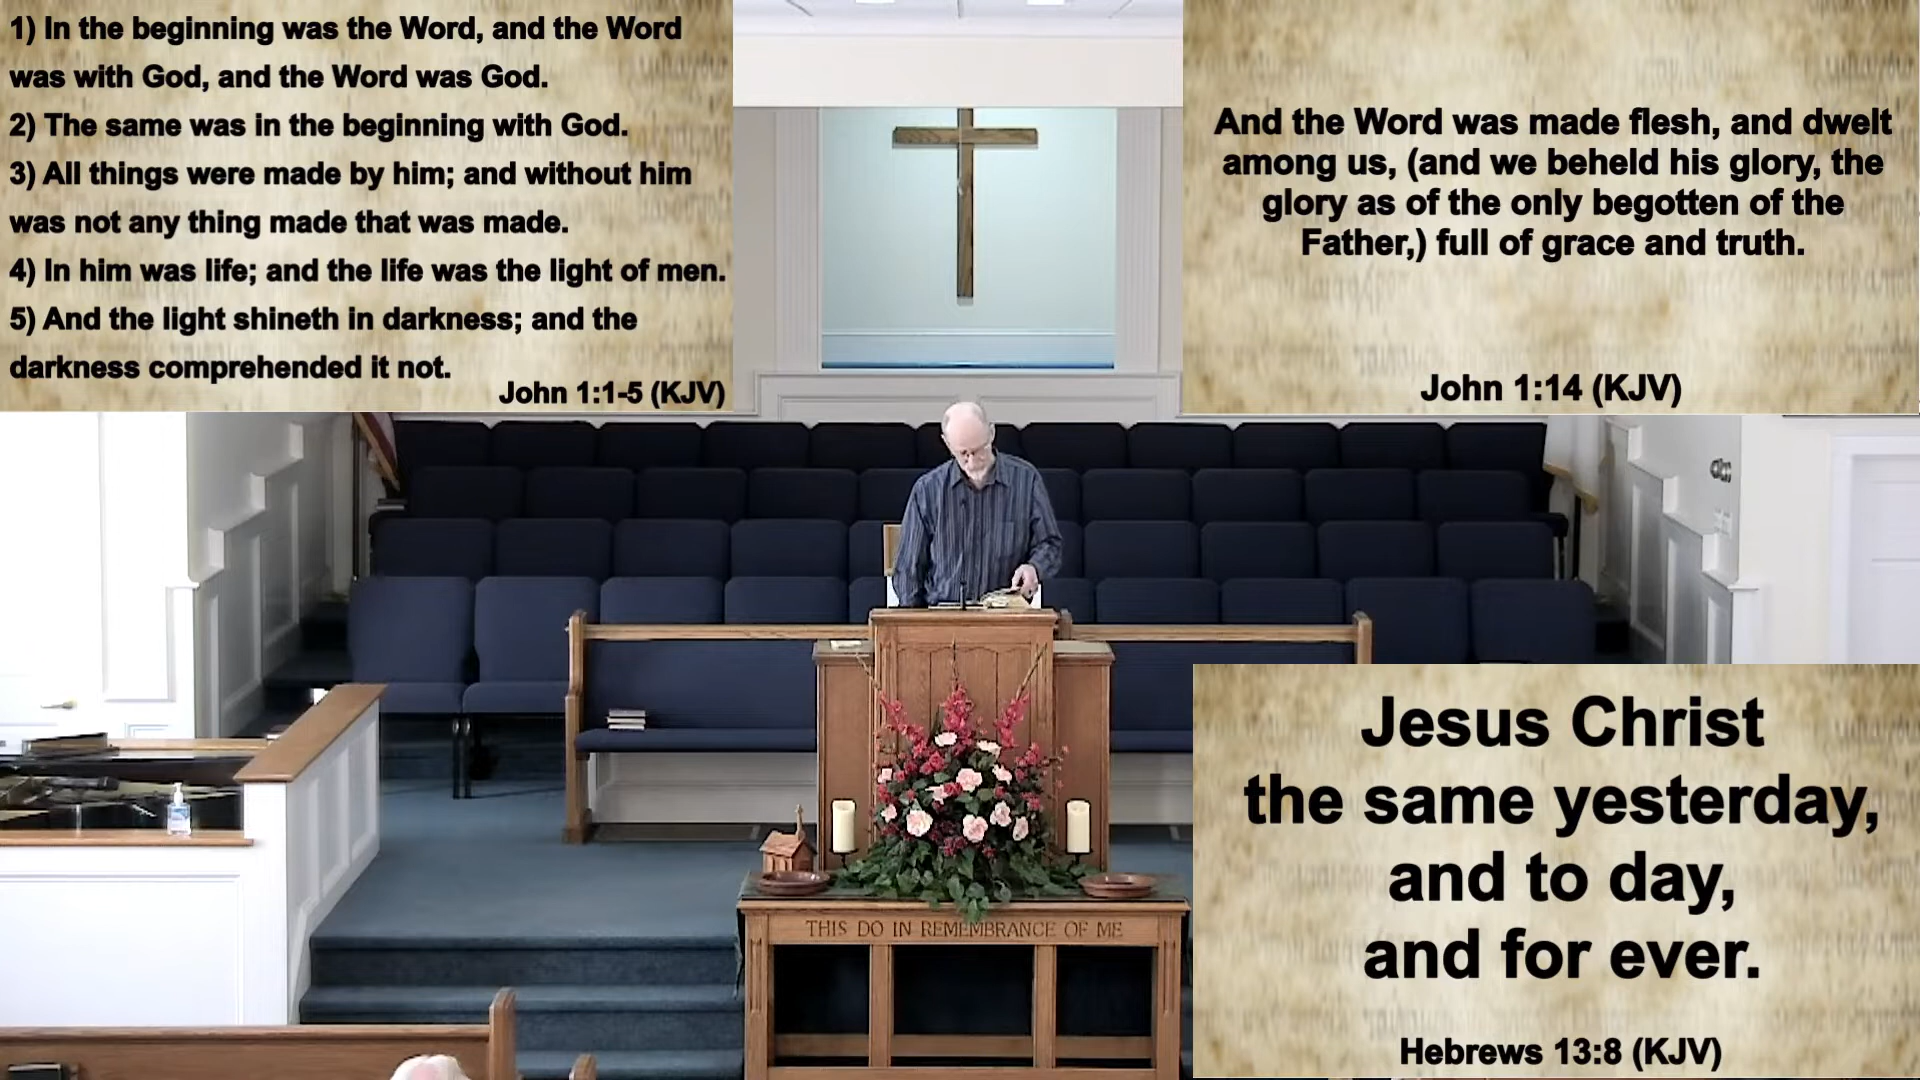 1) In the beginning was the Word, and the Word
was with God, and the Word was God.
2) The same was in the beginning with God.
3) All things were made by him; and without him
was not any thing made that was made.
4) In him was life; and the life was the light of men.
5) And the light shineth in darkness; and the
darkness comprehended it not.
John 1:1-5 (KJV)
And the Word was made flesh, and dwelt
among us, (and we beheld his glory, the
glory as of the only begotten of the
Father,) full of grace and truth.
John 1:14 (KJV)
Jesus Christ
the same yesterday,
and to day,
and for ever.
Hebrews 13:8 (KJV)
THIS DO IN REMEMBRANCE OF ME